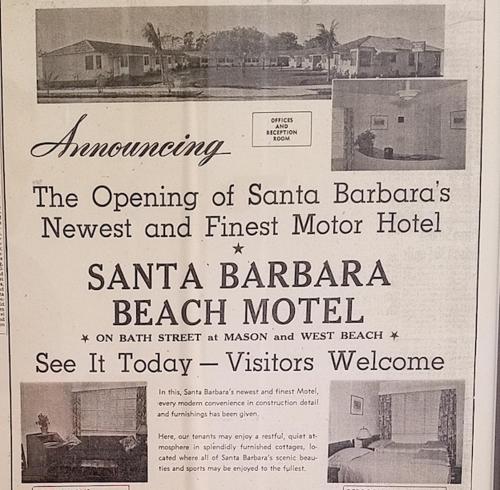 OFFICES
AND
RECEPTION
ROOM
Announcing
The Opening of Santa Barbara's
Newest and Finest Motor Hotel
★
SANTA BARBARA
BEACH MOTEL
★ ON BATH STREET at MASON and WEST BEACH ★
See It Today — Visitors Welcome
In this, Santa Barbara's newest and finest Motel,
every modern convenience in construction detail
and furnishings has been given.
Here, our tenants may enjoy a restful, quiet at-
mosphere in splendidly furnished cottages, lo-
cated where all of Santa Barbara's scenic beau-
ties and sports may be enjoyed to the fullest.